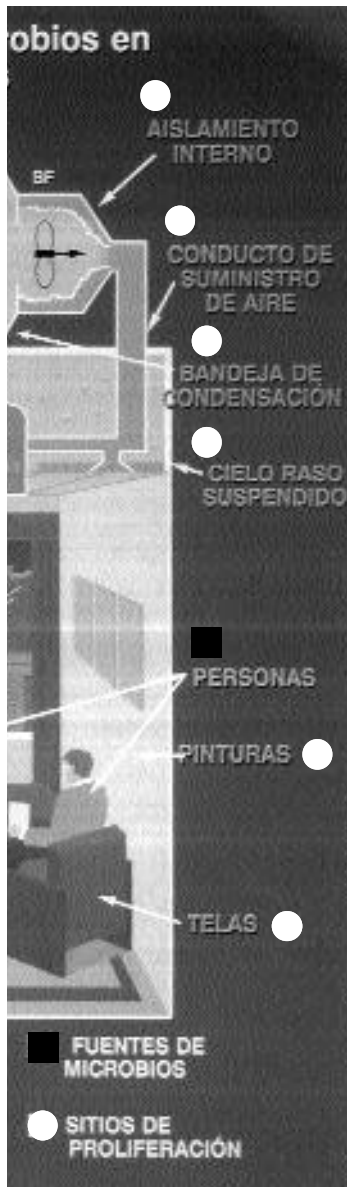 robios en
s
AISLAMIENTO
INTERNO
BF
CONDUCTO DE
SUMINISTRO
DE AIRE
BANDEJA DE
CONDENSACIÓN
CIELO RASO
SUSPENDIDO
PERSONAS
PINTURAS
TELAS
FUENTES DE
MICROBIOS
SITIOS DE
PROLIFERACIÓN